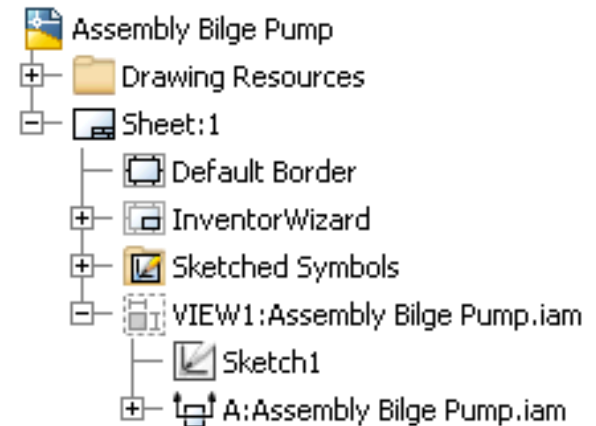 Assembly Bilge Pump
Drawing Resources
Sheet:1
Default Border
InventorWizard
Sketched Symbols
VIEW1:Assembly Bilge Pump.iam
Sketch1
A:Assembly Bilge Pump.iam